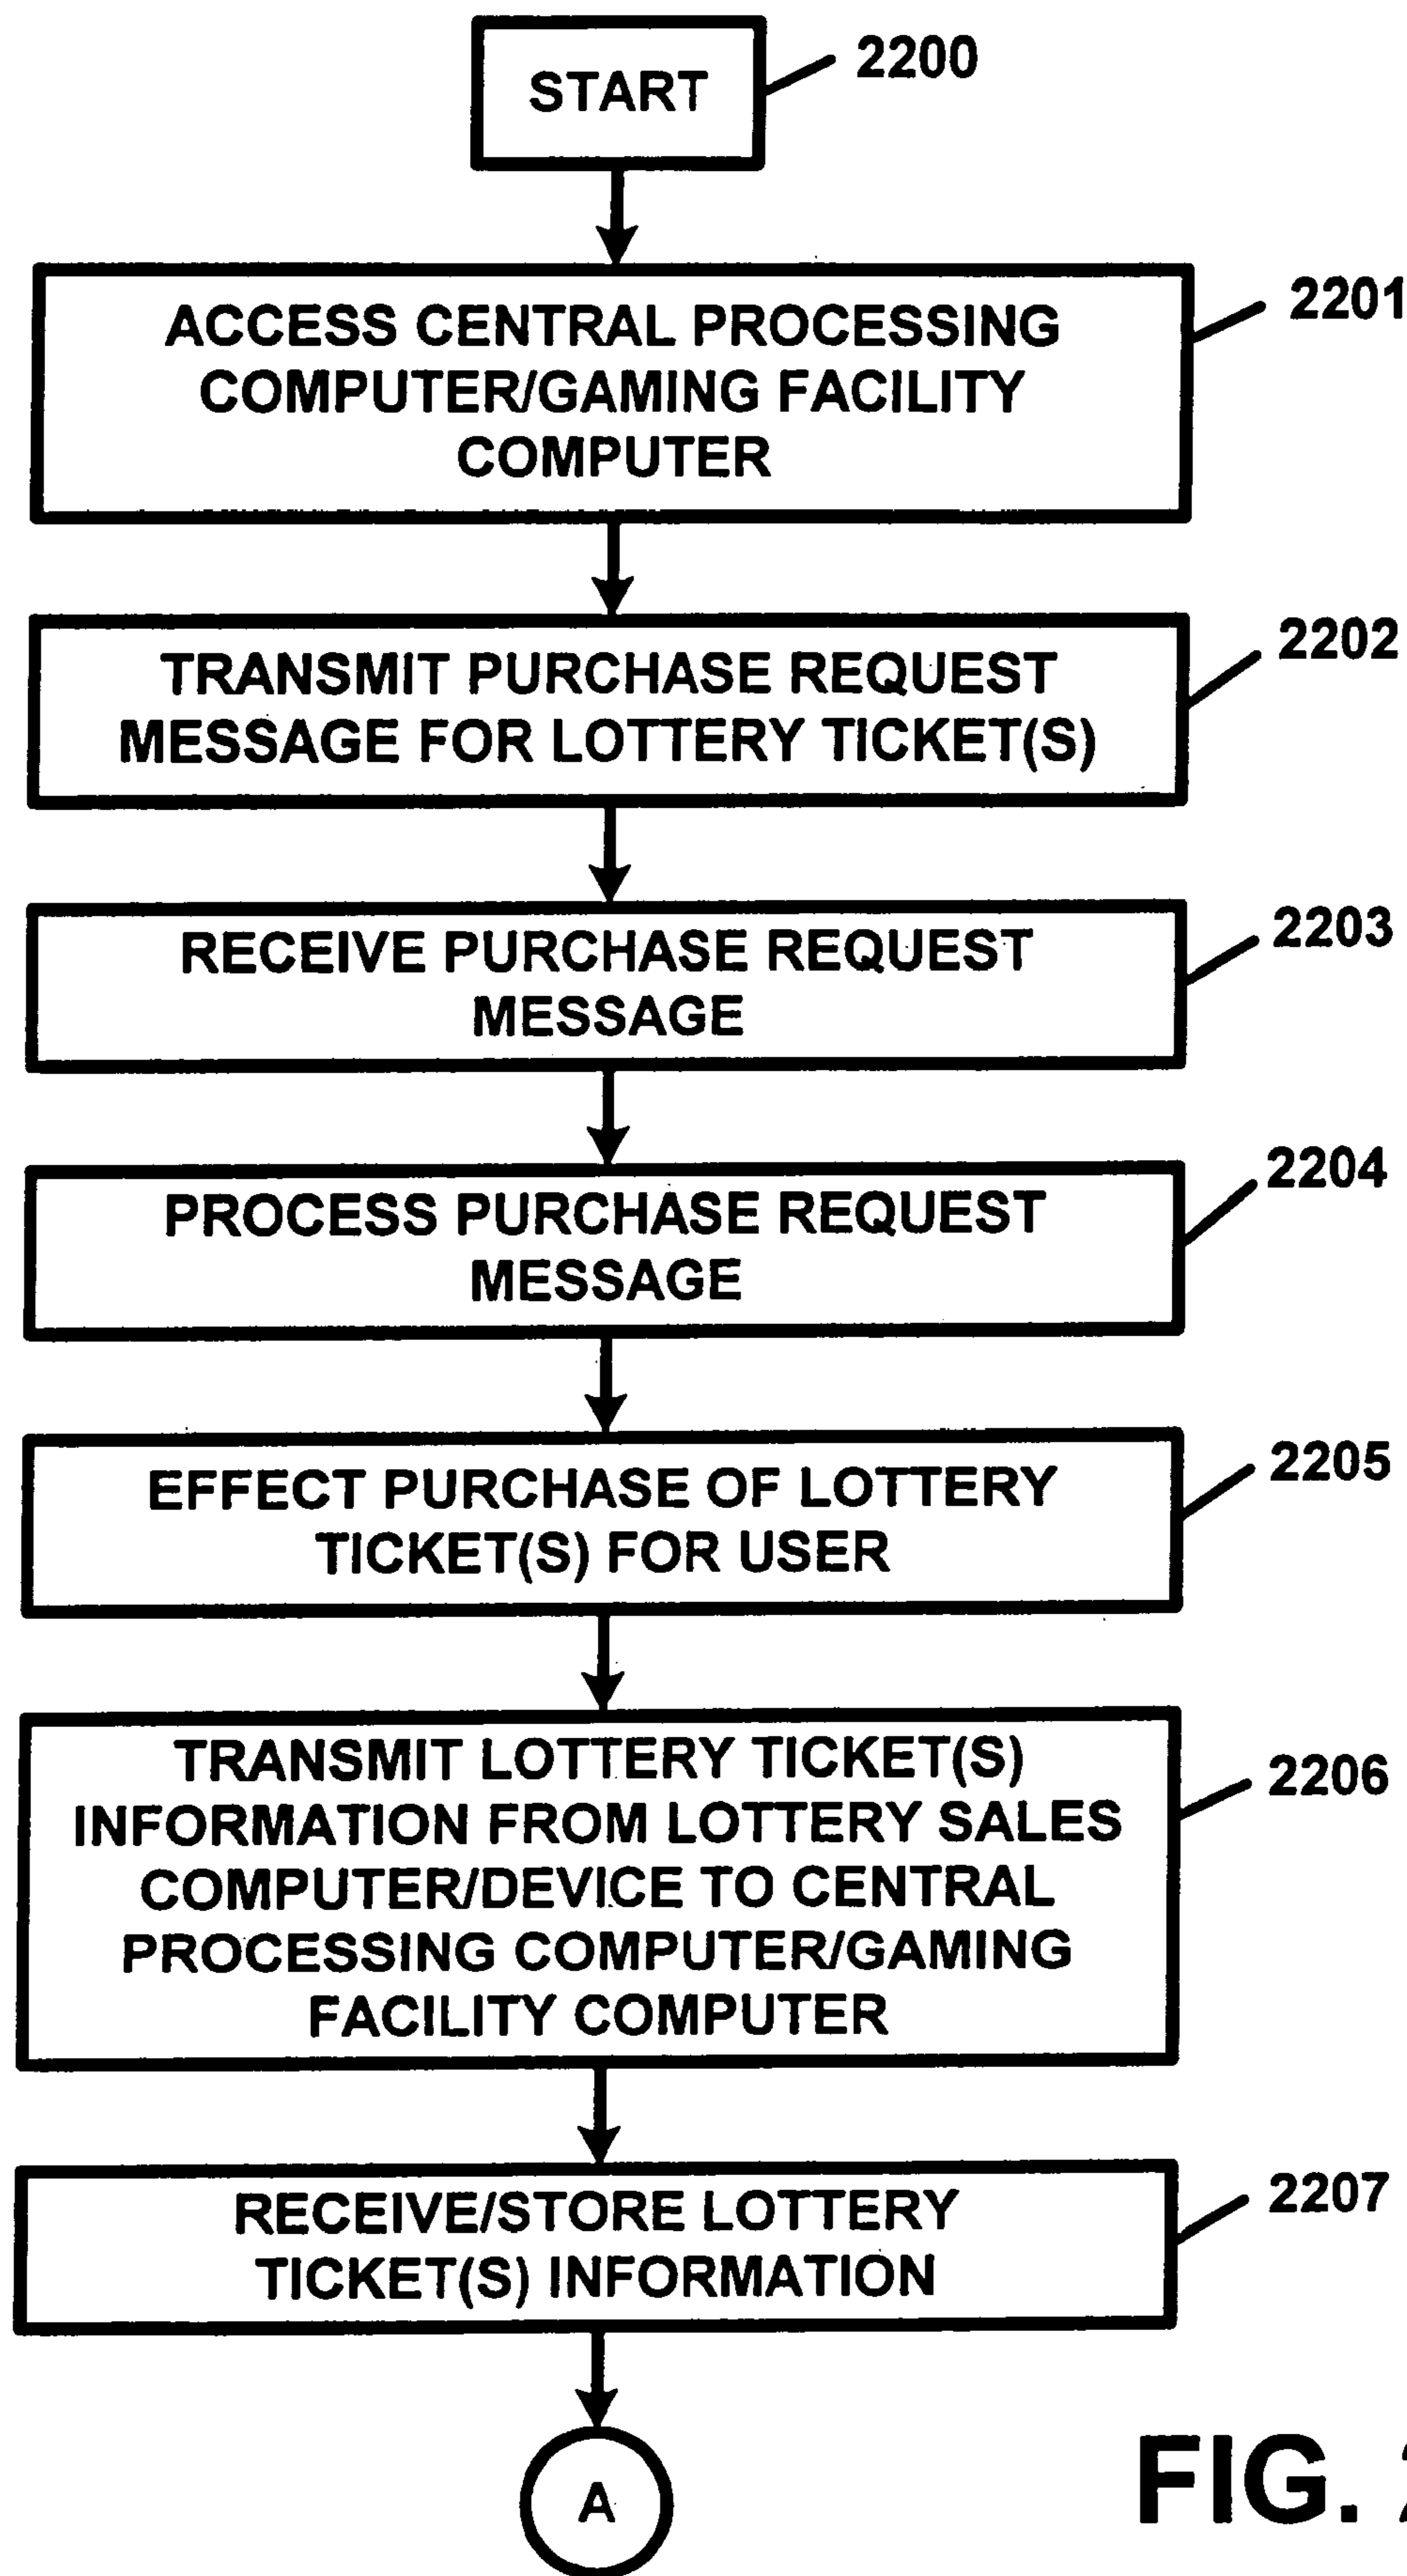 START
2200
ACCESS CENTRAL PROCESSING
COMPUTER/GAMING FACILITY
COMPUTER
2201
TRANSMIT PURCHASE REQUEST
MESSAGE FOR LOTTERY TICKET(S)
2202
RECEIVE PURCHASE REQUEST
MESSAGE
2203
PROCESS PURCHASE REQUEST
MESSAGE
2204
EFFECT PURCHASE OF LOTTERY
TICKET(S) FOR USER
2205
TRANSMIT LOTTERY TICKET(S)
INFORMATION FROM LOTTERY SALES
COMPUTER/DEVICE TO CENTRAL
PROCESSING COMPUTER/GAMING
FACILITY COMPUTER
2206
RECEIVE/STORE LOTTERY
TICKET(S) INFORMATION
2207
A
FIG.